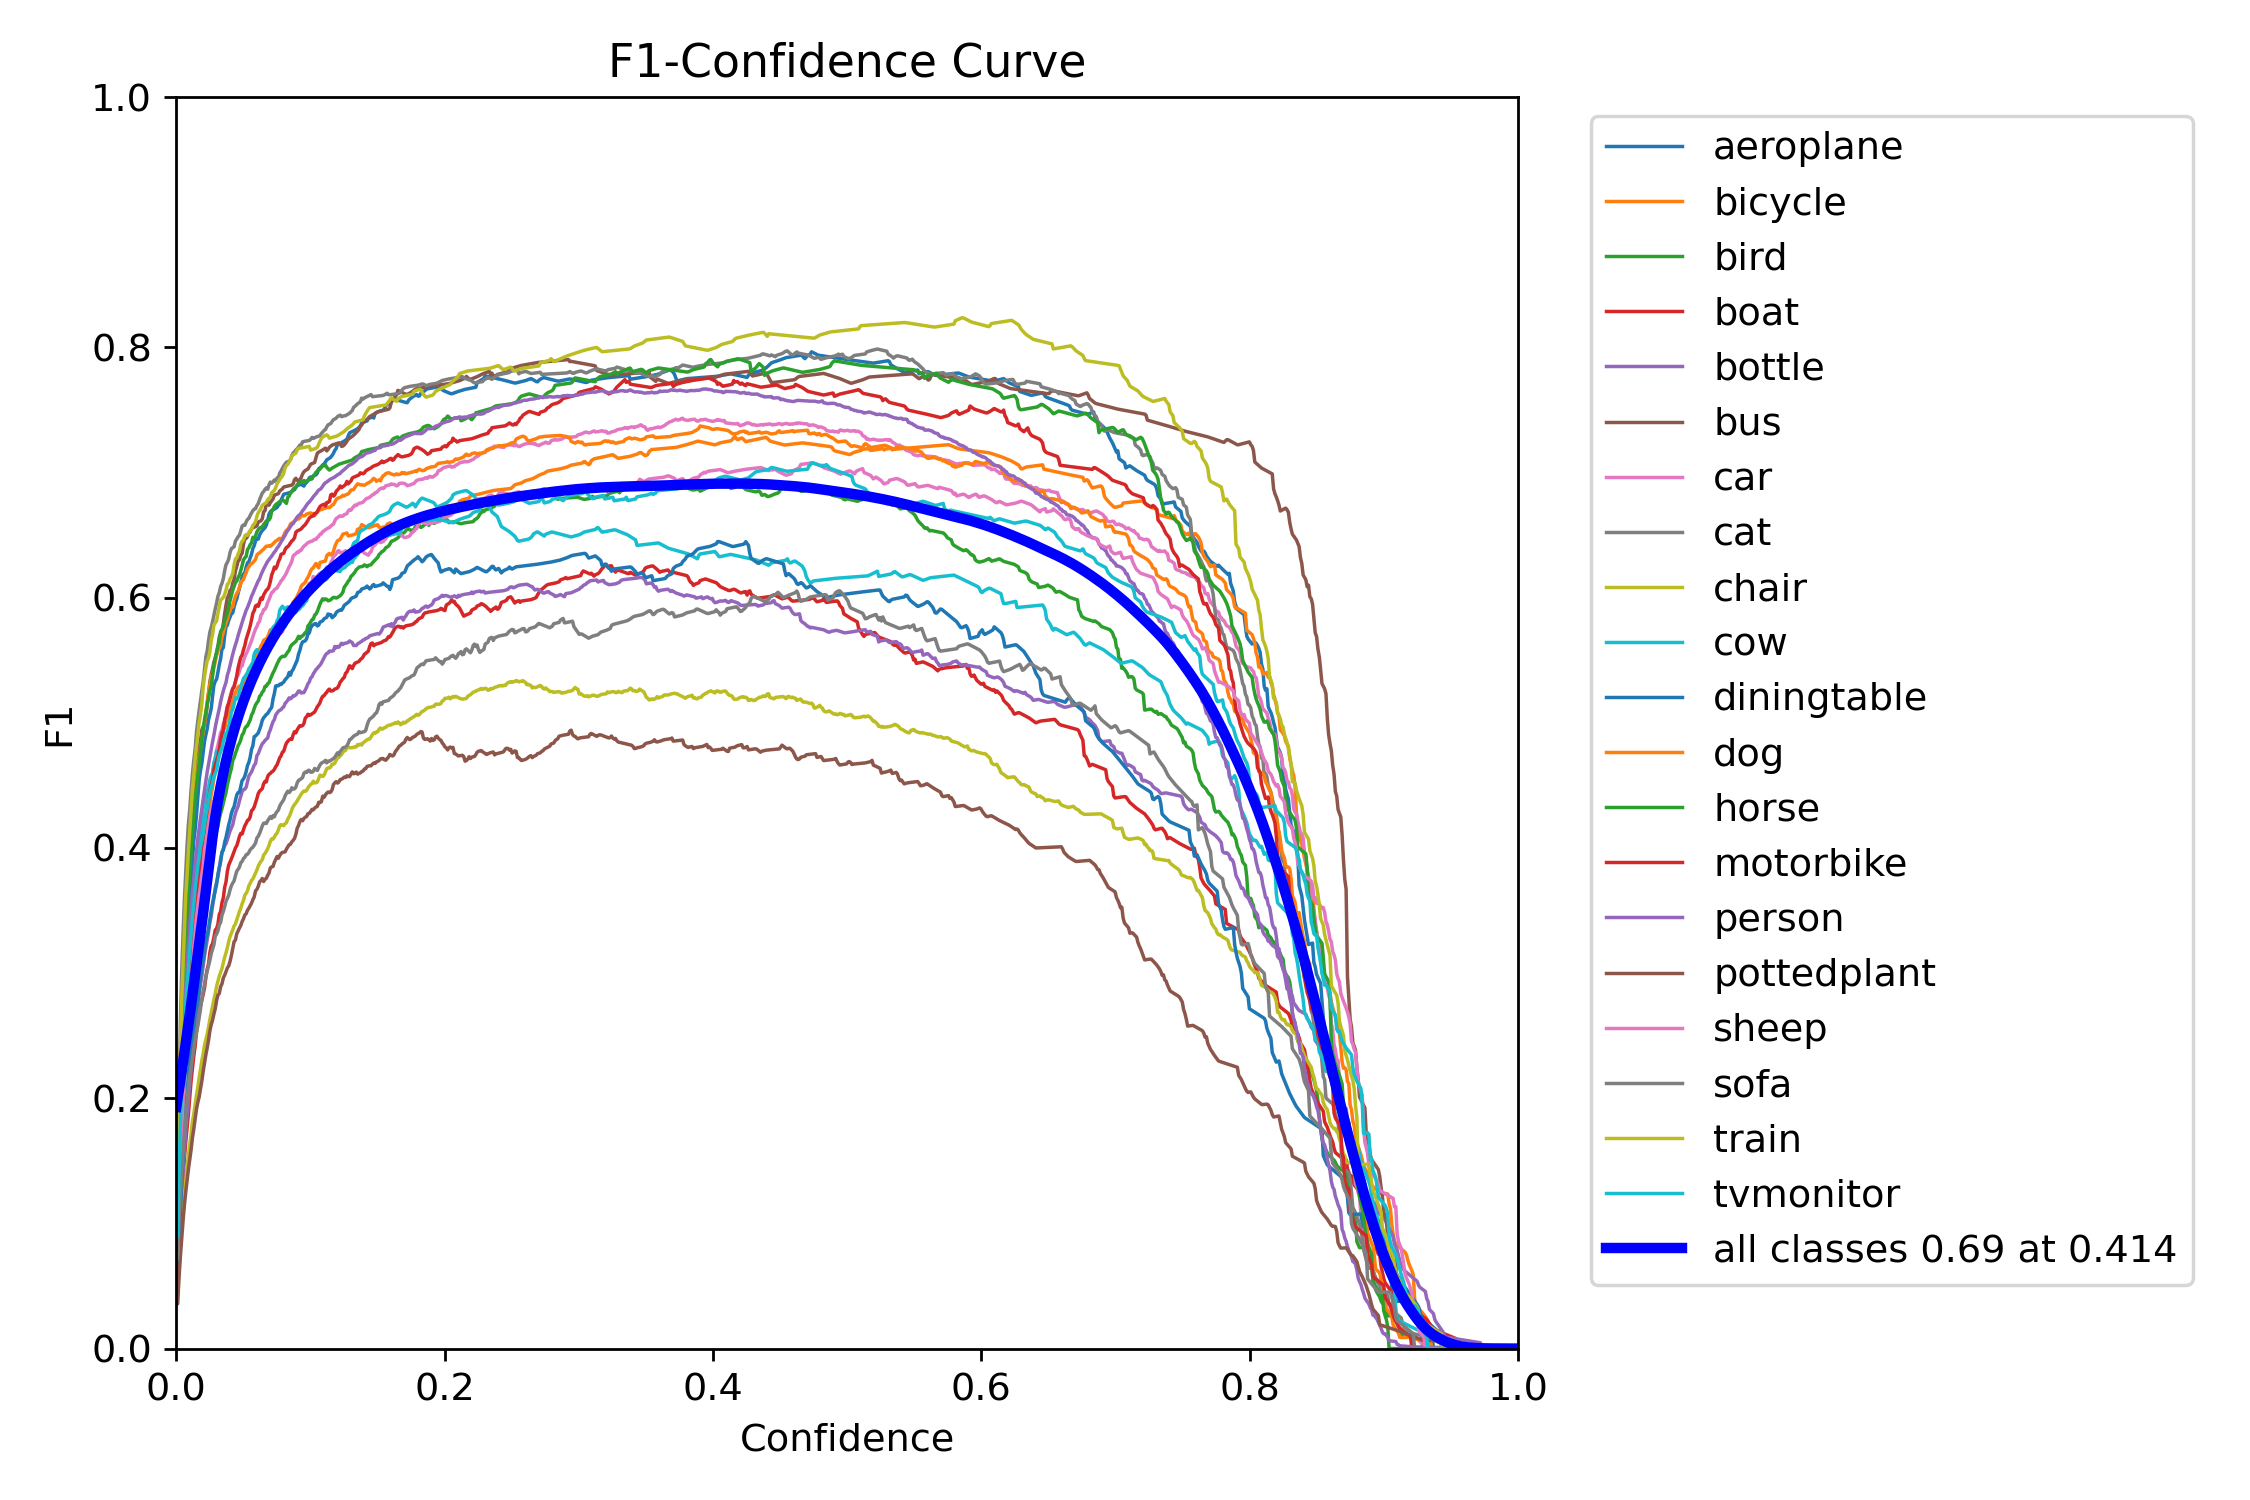 F1-Confidence Curve
1.0
0.8
0.6
0.4
0.2
0.0
F1
0.0 0.2 0.4 0.6 0.8 1.0
Confidence
aeroplane
bicycle
bird
boat
bottle
bus
car
cat
chair
cow
diningtable
dog
horse
motorbike
person
pottedplant
sheep
sofa
train
tvmonitor
all classes 0.69 at 0.414